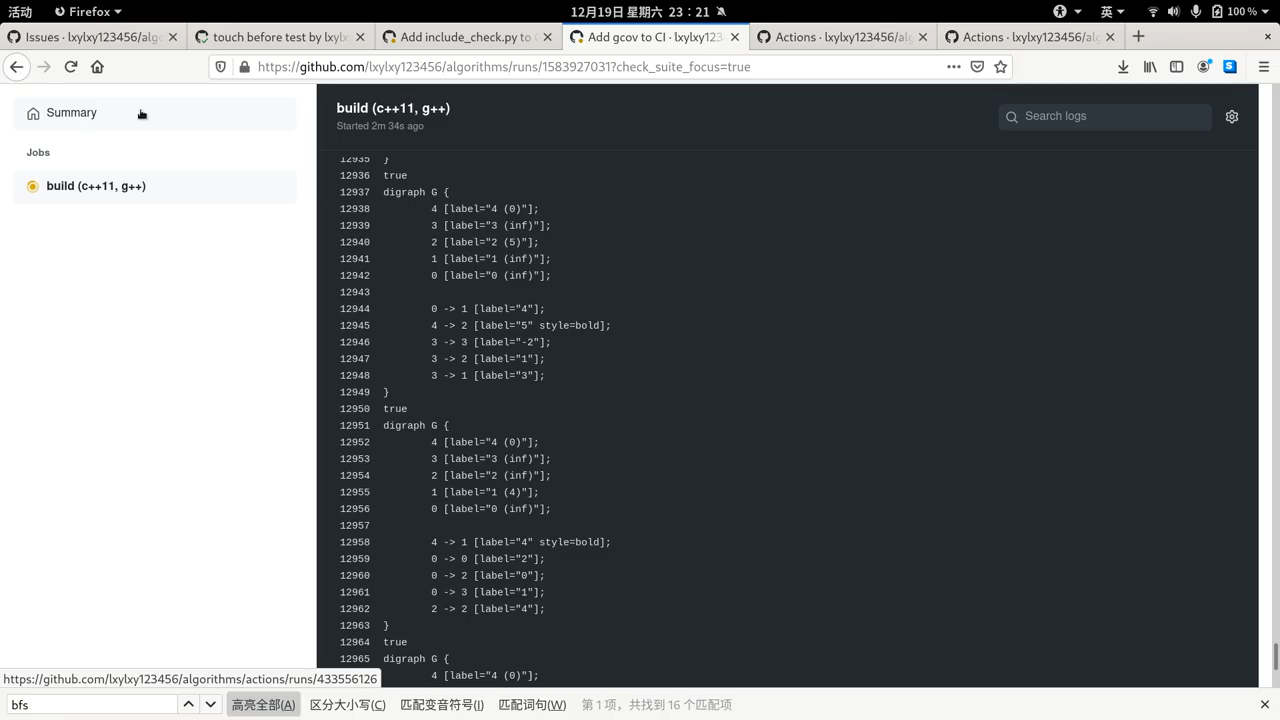 活动 Firefox 12月19日 星期六 23：21 英 100 %
Issues · lxylxy123456/algo touch before test by lxylx Add include_check.py to C Add gcov to CI · lxylxy123 Actions · lxylxy123456/alg Actions · lxylxy123456/alg
https://github.com/lxylxy123456/algorithms/runs/1583927031?check_suite_focus=true
Summary
Jobs
build (c++11, g++)
build (c++11, g++)
Started 2m 34s ago
Search logs
12935 }
12936 true
12937 digraph G {
12938 4 [label="4 (0)"];
12939 3 [label="3 (inf)"];
12940 2 [label="2 (5)"];
12941 1 [label="1 (inf)"];
12942 0 [label="0 (inf)"];
12943
12944 0 -> 1 [label="4"];
12945 4 -> 2 [label="5" style=bold];
12946 3 -> 3 [label="-2"];
12947 3 -> 2 [label="1"];
12948 3 -> 1 [label="3"];
12949 }
12950 true
12951 digraph G {
12952 4 [label="4 (0)"];
12953 3 [label="3 (inf)"];
12954 2 [label="2 (inf)"];
12955 1 [label="1 (4)"];
12956 0 [label="0 (inf)"];
12957
12958 4 -> 1 [label="4" style=bold];
12959 0 -> 0 [label="2"];
12960 0 -> 2 [label="0"];
12961 0 -> 3 [label="1"];
12962 2 -> 2 [label="4"];
12963 }
12964 true
12965 digraph G {
4 [label="4 (0)"];
https://github.com/lxylxy123456/algorithms/actions/runs/433556126
bfs 高亮全部(A) 区分大小写(C) 匹配变音符号(I) 匹配词句(W) 第 1 项，共找到 16 个匹配项